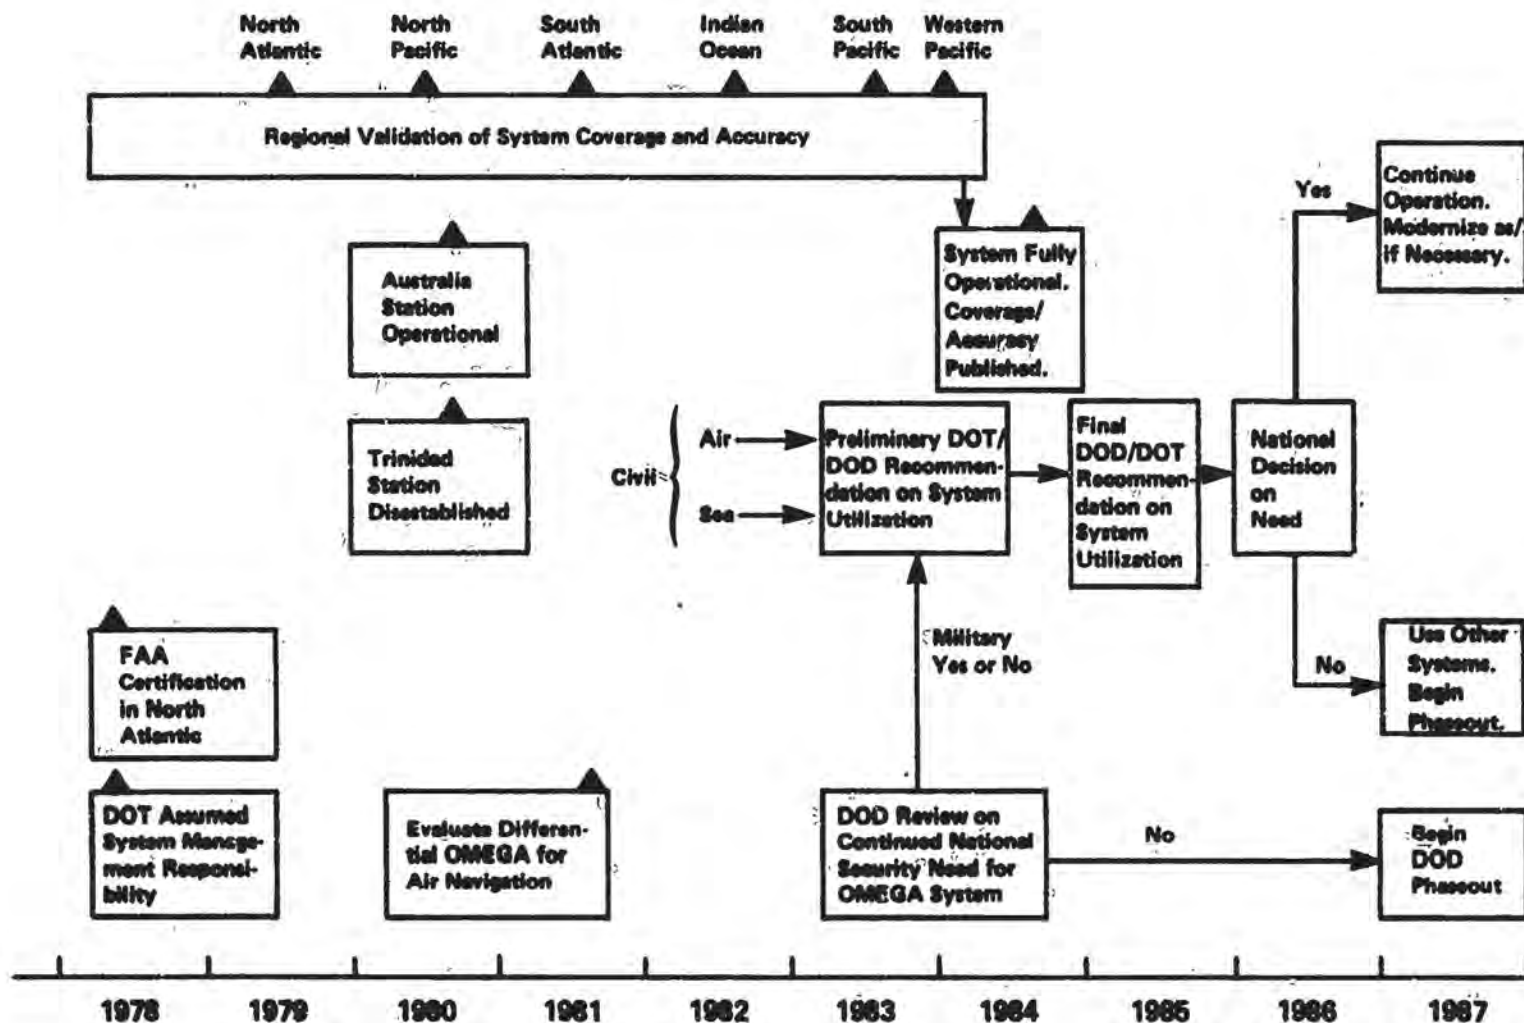 North
Atlantic
North
Pacific
South
Atlantic
Indian
Ocean
South
Pacific
Western
Pacific
Regional Validation of System Coverage and Accuracy
Australia
Station
Operational
System Fully
Operational.
Coverage/
Accuracy
Published.
Yes
Continue
Operation.
Modernize as/
if Necessary.
Trinidad
Station
Disestablished
Civil
Air
Sea
Preliminary DOT/
DOD Recommen-
dation on System
Utilization
Final
DOD/DOT
Recommen-
dation on
System
Utilization
National
Decision
on
Need
FAA
Certification
in North
Atlantic
Military
Yes or No
No
Use Other
Systems.
Begin
Phaseout.
DOT Assumed
System Manage-
ment Responsi-
bility
Evaluate Differen-
tial OMEGA for
Air Navigation
DOD Review on
Continued National
Security Need for
OMEGA System
No
Begin
DOD
Phaseout
1978 1979 1980 1981 1982 1983 1984 1985 1986 1987